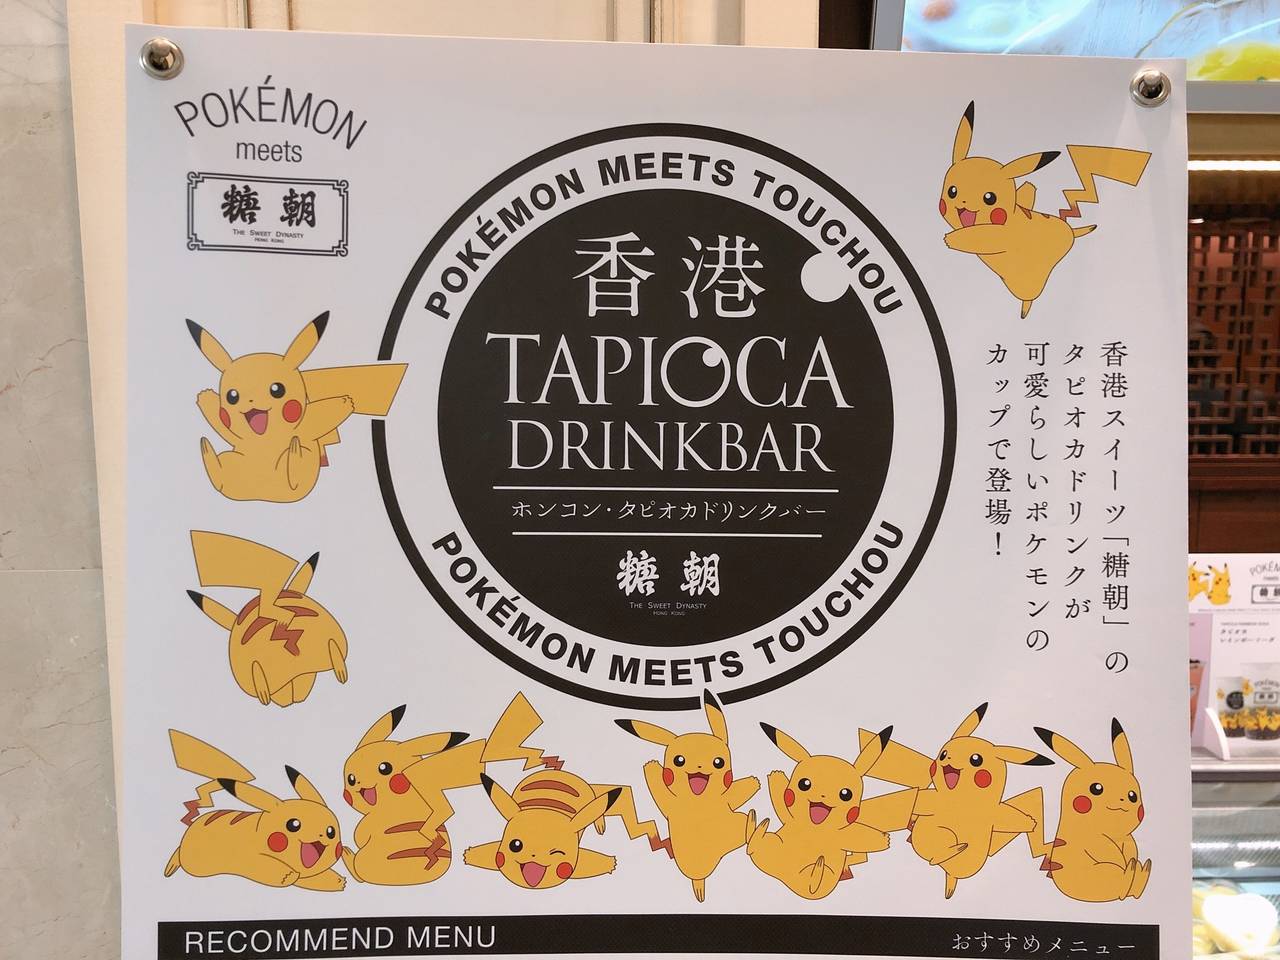 POKÉMON
meets
糖朝
THE SWEET DYNASTY
HONG KONG
POKÉMON MEETS TOUCHOU
香港
TAPIOCA
DRINKBAR
ホンコン・タピオカドリンクバー
糖朝
THE SWEET DYNASTY
HONG KONG
POKÉMON MEETS TOUCHOU
香港スイーツ「糖朝」の
タピオカドリンクが
可愛らしいポケモンの
カップで登場!
RECOMMEND MENU
おすすめメニュー